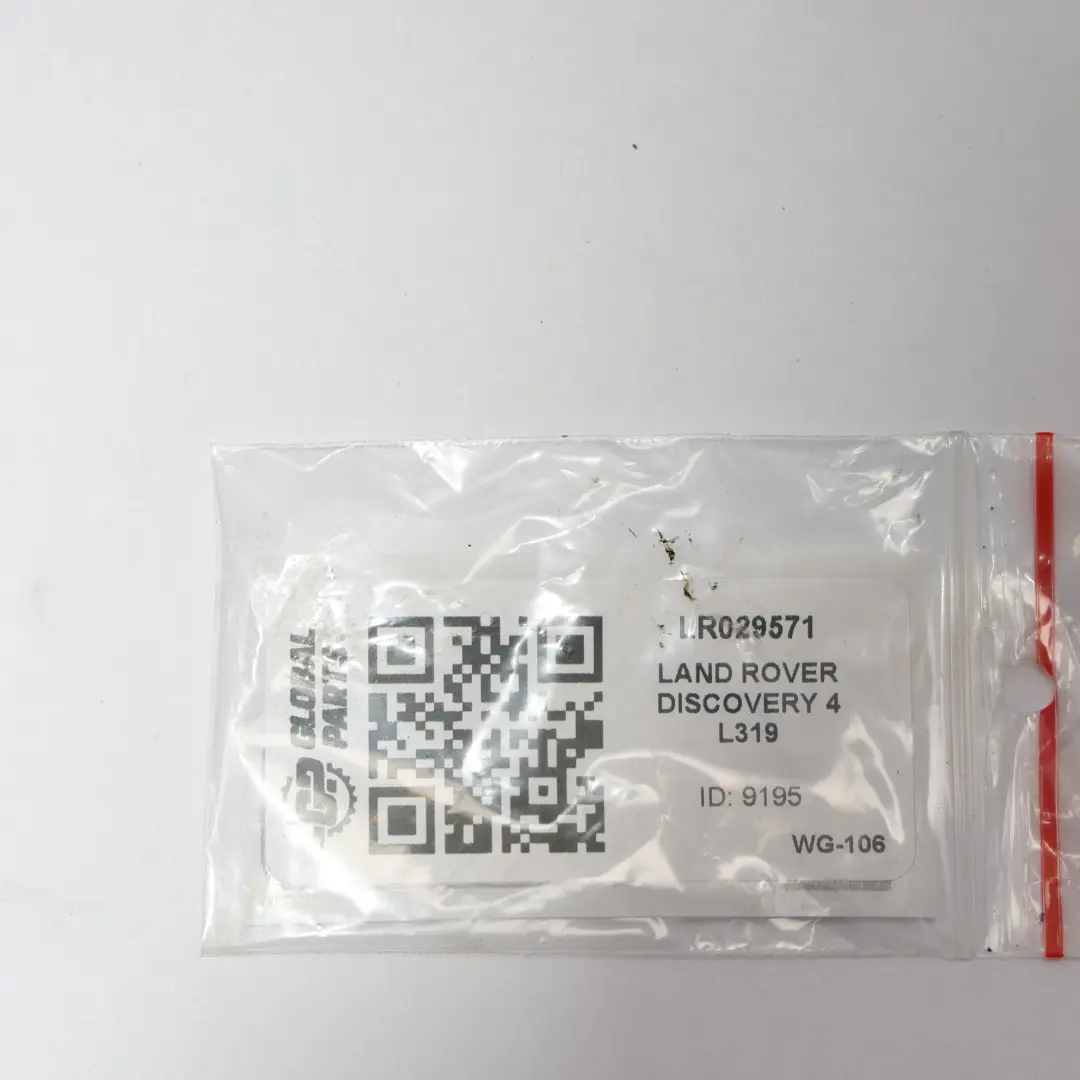 GLOBAL
PARTS
LR029571
LAND ROVER
DISCOVERY 4
L319
ID: 9195
WG-106